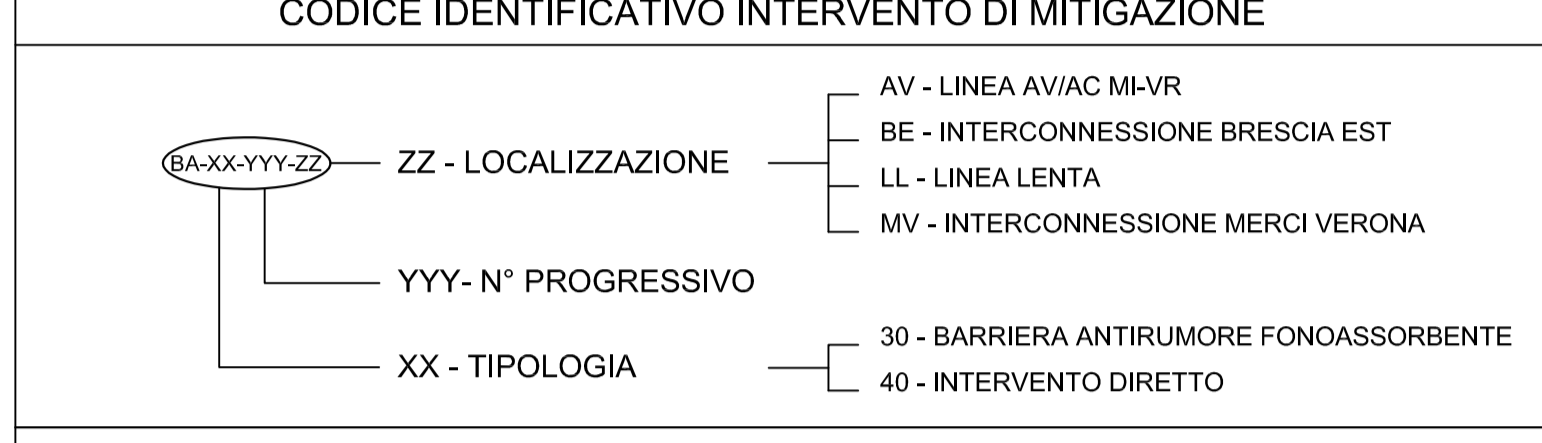 CODICE IDENTIFICATIVO INTERVENTO DI MITIGAZIONE
BA-XX-YYY-ZZ
ZZ - LOCALIZZAZIONE
AV - LINEA AV/AC MI-VR
BE - INTERCONNESSIONE BRESCIA EST
LL - LINEA LENTA
MV - INTERCONNESSIONE MERCI VERONA
YYY- N° PROGRESSIVO
XX - TIPOLOGIA
30 - BARRIERA ANTIRUMORE FONOASSORBENTE
40 - INTERVENTO DIRETTO